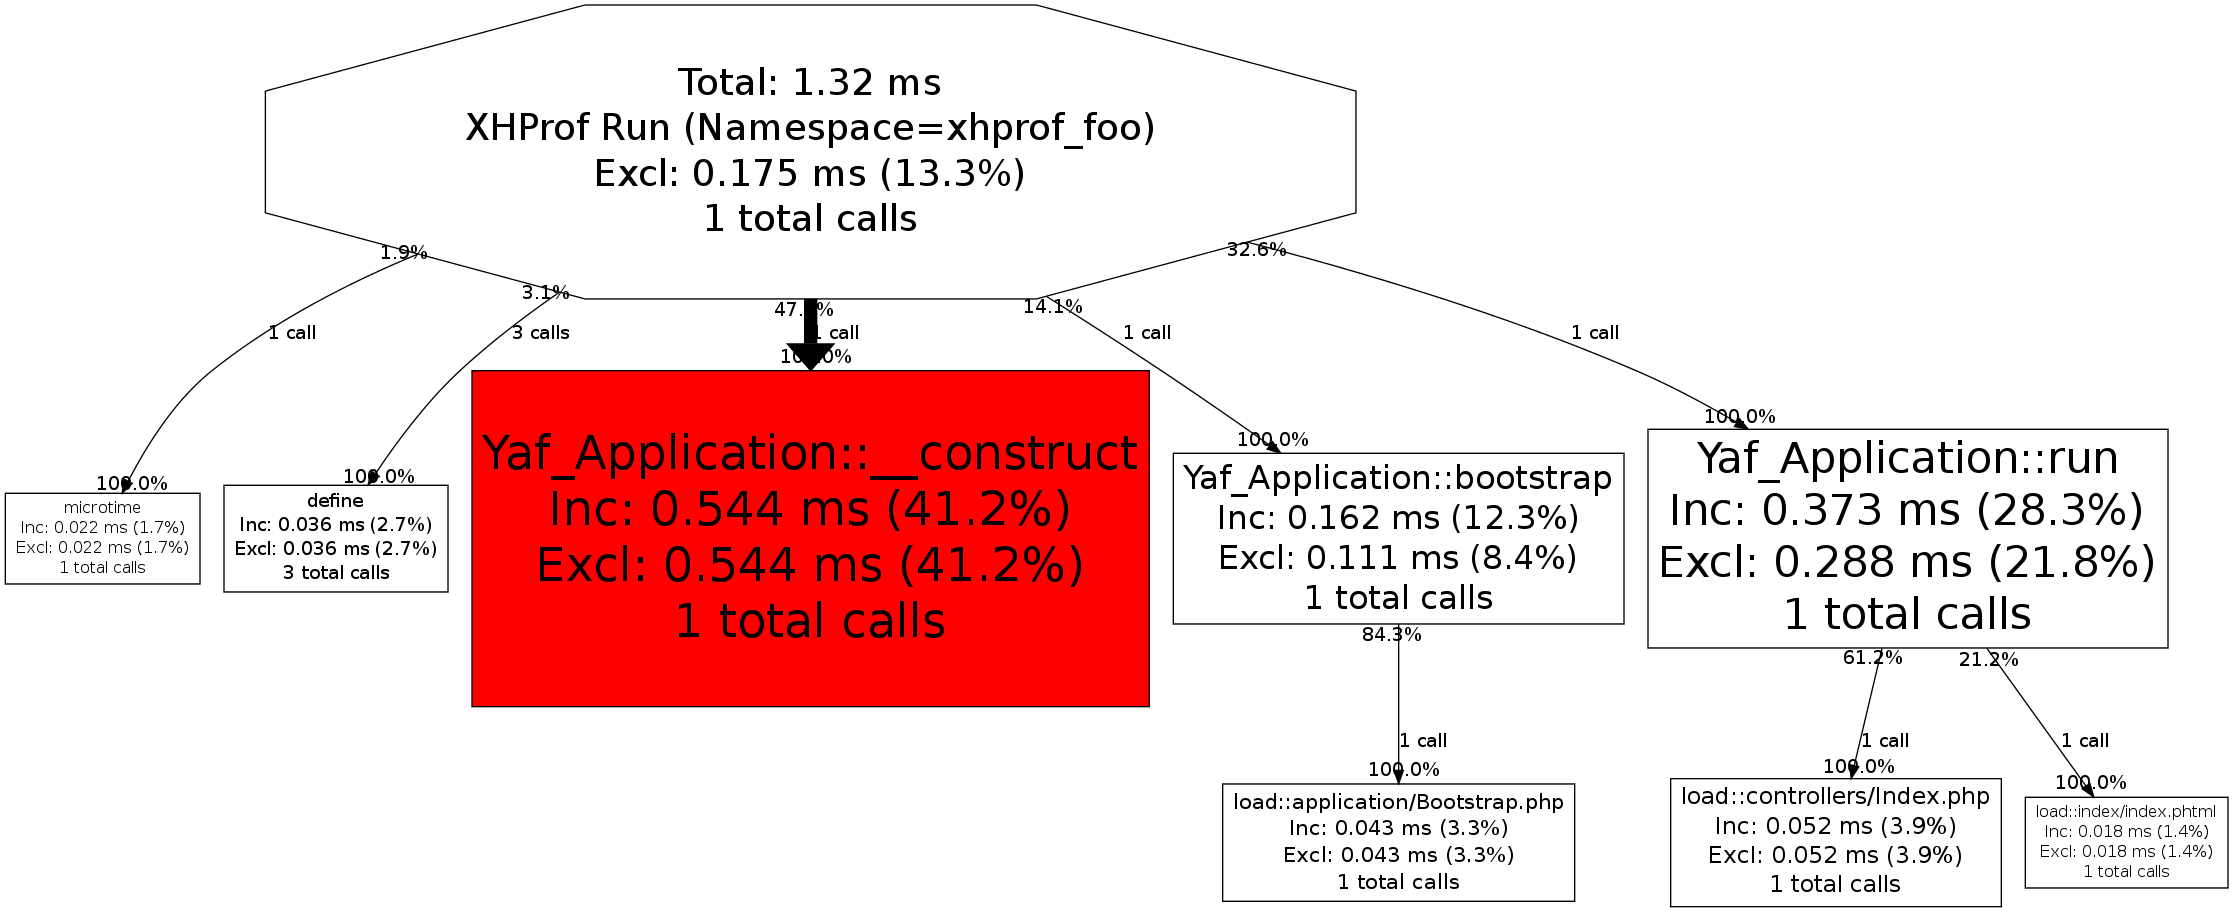 Total: 1.32 ms
XHProf Run (Namespace=xhprof_foo)
Excl: 0.175 ms (13.3%)
1 total calls
1.9%
32.6%
3.1%
14.1%
1 call
3 calls
call
1 call
1 call
100.0%
100.0%
100.0%
100.0%
microtime
Inc: 0.022 ms (1.7%)
Excl: 0.022 ms (1.7%)
1 total calls
define
Inc: 0.036 ms (2.7%)
Excl: 0.036 ms (2.7%)
3 total calls
Yaf_Application::__construct
Inc: 0.544 ms (41.2%)
Excl: 0.544 ms (41.2%)
1 total calls
Yaf_Application::bootstrap
Inc: 0.162 ms (12.3%)
Excl: 0.111 ms (8.4%)
1 total calls
Yaf_Application::run
Inc: 0.373 ms (28.3%)
Excl: 0.288 ms (21.8%)
1 total calls
84.3%
61.2%
21.2%
1 call
1 call
1 call
100.0%
100.0%
100.0%
load::application/Bootstrap.php
Inc: 0.043 ms (3.3%)
Excl: 0.043 ms (3.3%)
1 total calls
load::controllers/Index.php
Inc: 0.052 ms (3.9%)
Excl: 0.052 ms (3.9%)
1 total calls
load::index/index.phtml
Inc: 0.018 ms (1.4%)
Excl: 0.018 ms (1.4%)
1 total calls